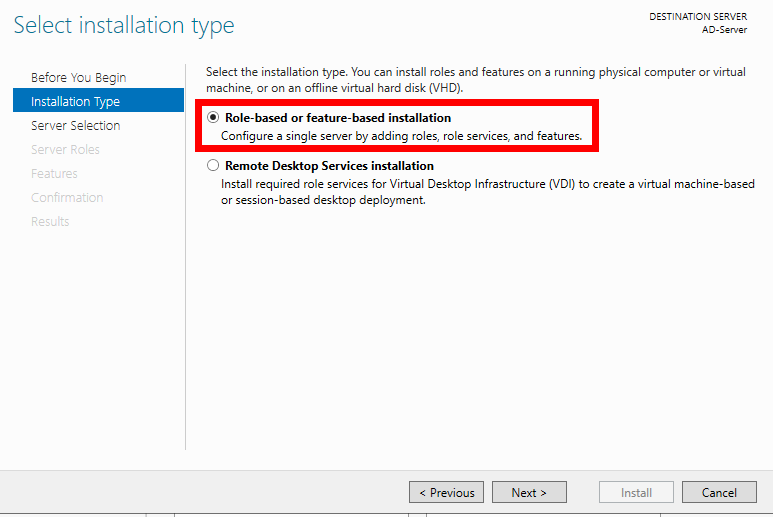 Select installation type
DESTINATION SERVER
AD-Server
Before You Begin
Installation Type
Server Selection
Server Roles
Features
Confirmation
Results
Select the installation type. You can install roles and features on a running physical computer or virtual
machine, or on an offline virtual hard disk (VHD).
Role-based or feature-based installation
Configure a single server by adding roles, role services, and features.
Remote Desktop Services installation
Install required role services for Virtual Desktop Infrastructure (VDI) to create a virtual machine-based
or session-based desktop deployment.
< Previous
Next >
Install
Cancel